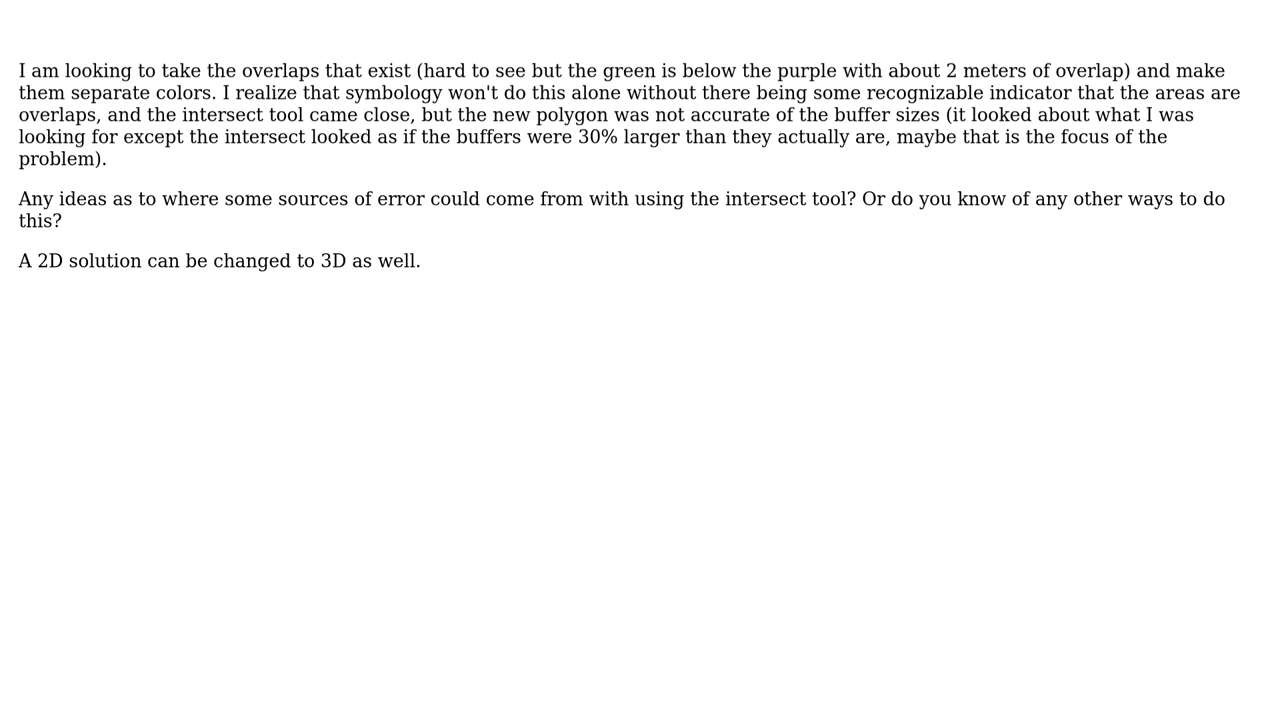 I am looking to take the overlaps that exist (hard to see but the green is below the purple with about 2 meters of overlap) and make
them separate colors. I realize that symbology won't do this alone without there being some recognizable indicator that the areas are
overlaps, and the intersect tool came close, but the new polygon was not accurate of the buffer sizes (it looked about what I was
looking for except the intersect looked as if the buffers were 30% larger than they actually are, maybe that is the focus of the
problem).
Any ideas as to where some sources of error could come from with using the intersect tool? Or do you know of any other ways to do
this?
A 2D solution can be changed to 3D as well.